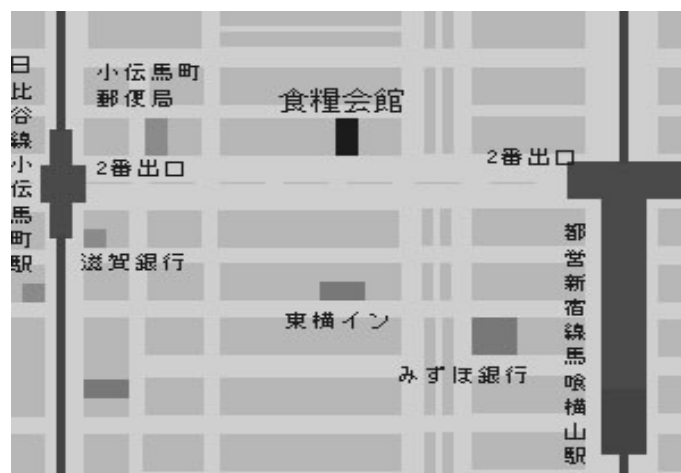 日比谷線小伝馬町駅
小伝馬町
郵便局
食糧会館
2番出口
2番出口
滋賀銀行
東横イン
みずほ銀行
都営新宿線馬喰横山駅